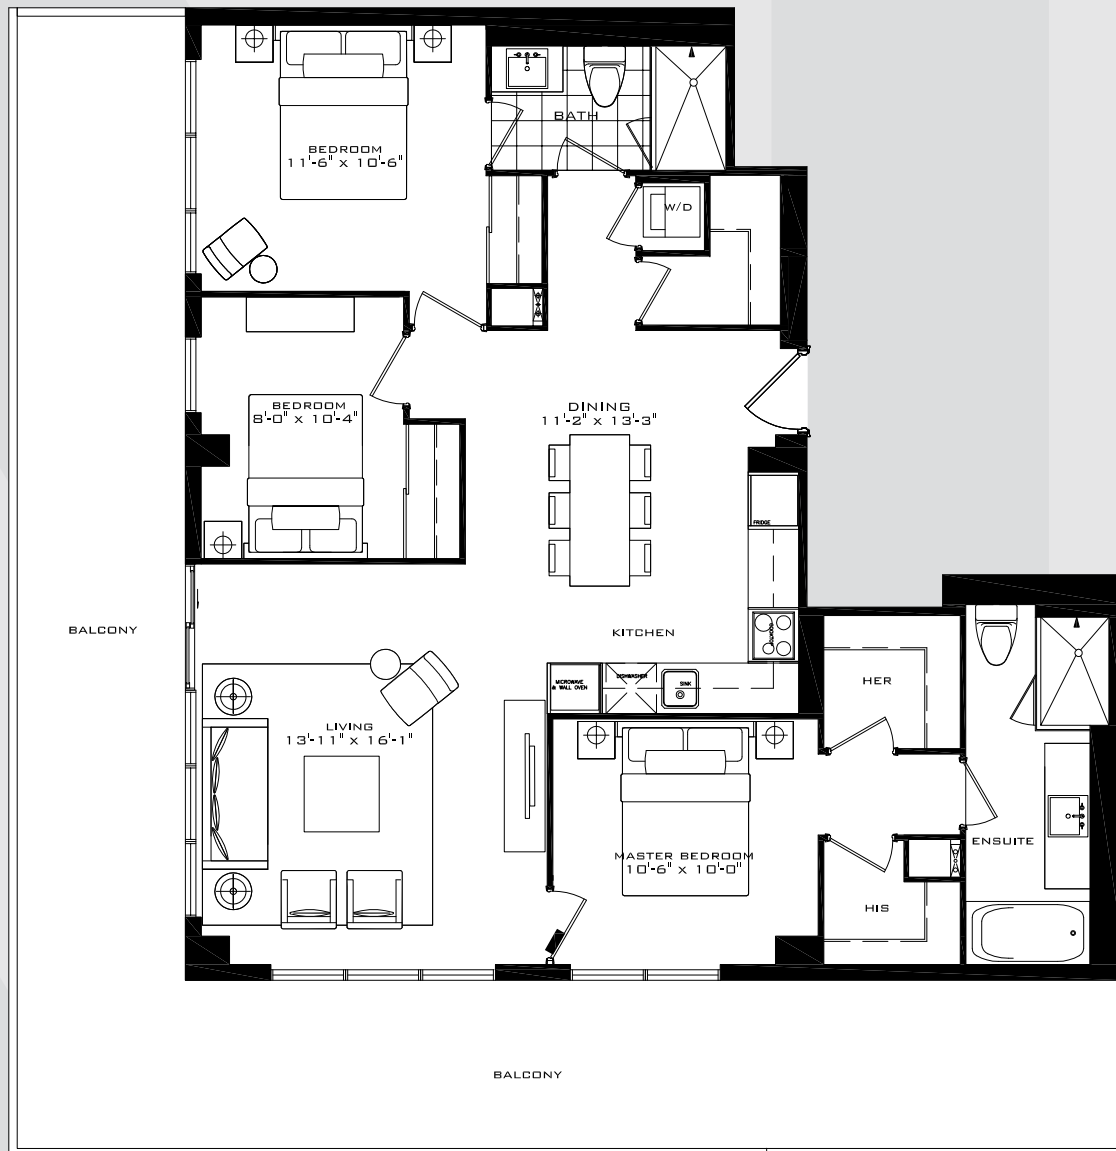 BATH
BEDROOM
11'-6" x 10'-6"
W/D
BEDROOM
8'-0" x 10'-4"
DINING
11'-2" x 13'-3"
FRIDGE
BALCONY
KITCHEN
COOKTOP
MICROWAVE
& WALL OVEN
DISHWASHER
SINK
HER
LIVING
13'-11" x 16'-1"
MASTER BEDROOM
10'-6" x 10'-0"
ENSUITE
HIS
BALCONY